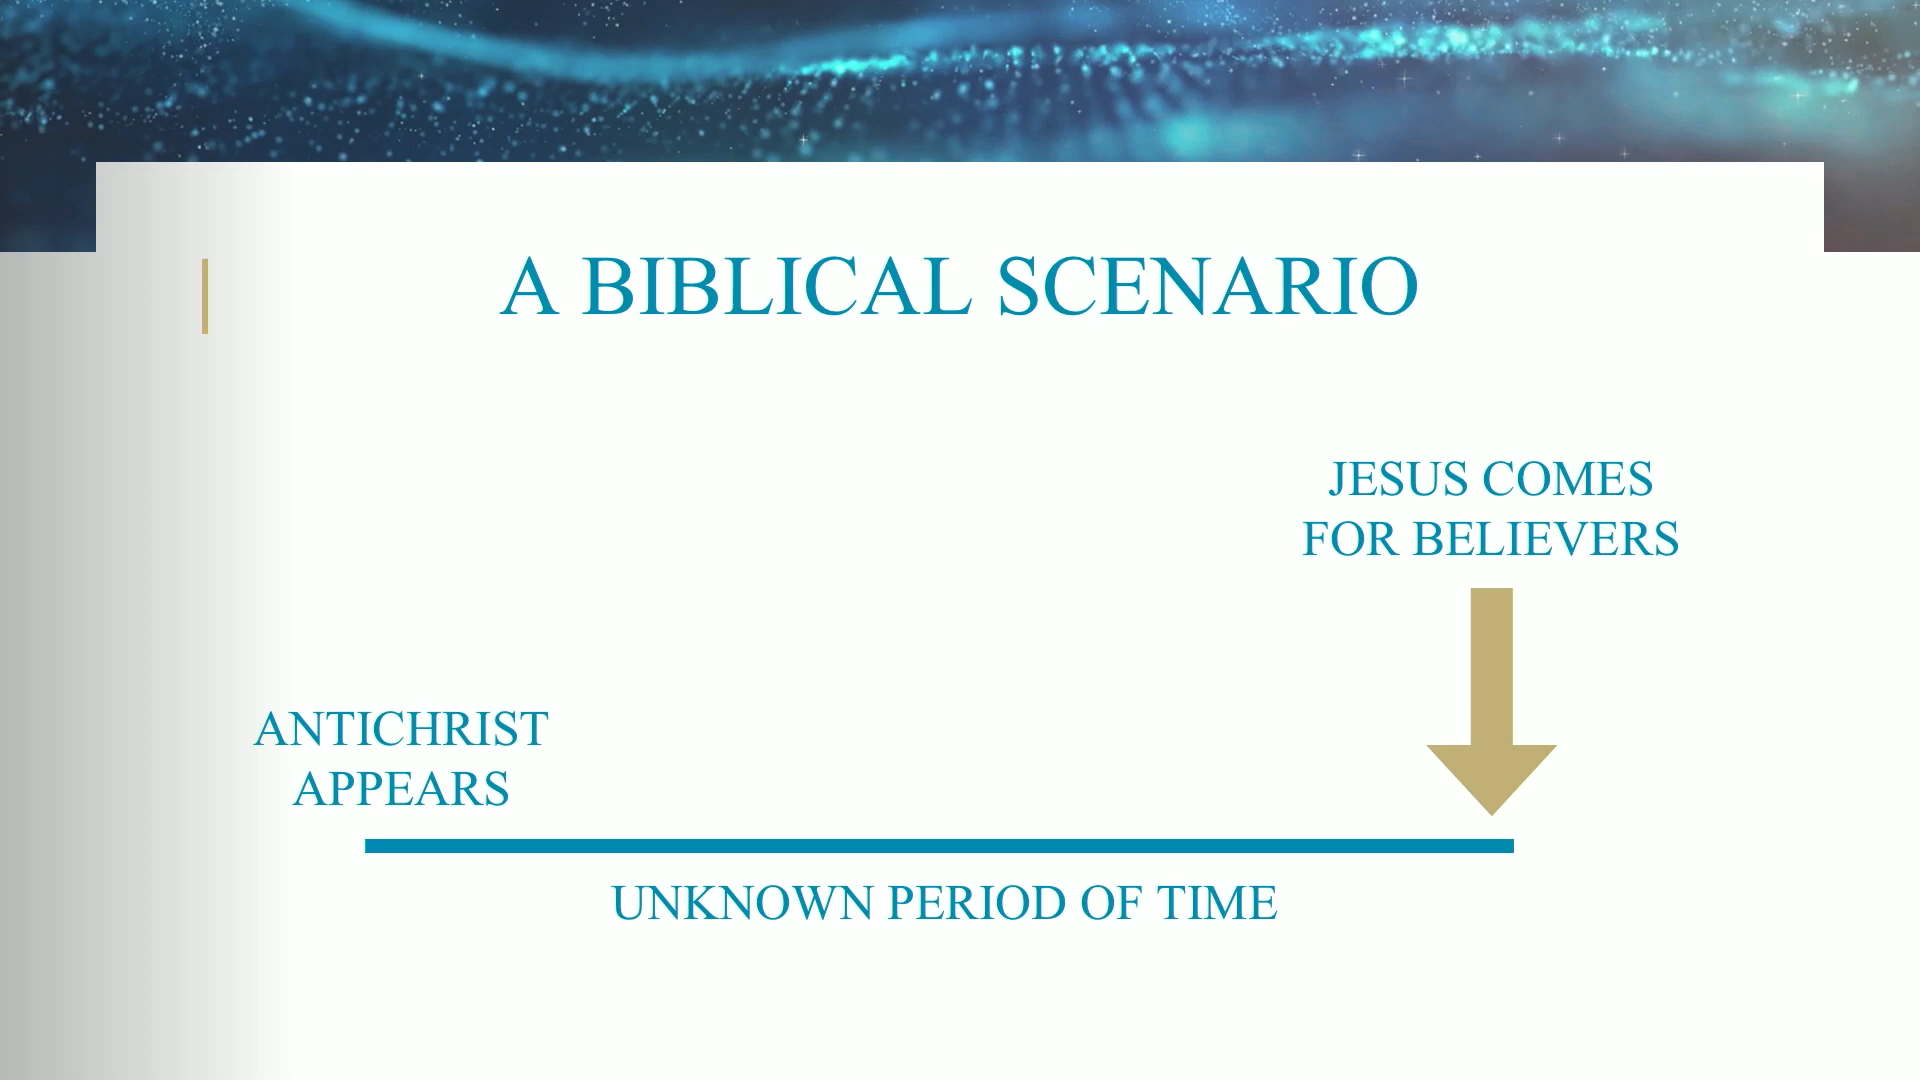 A BIBLICAL SCENARIO
JESUS COMES
FOR BELIEVERS
ANTICHRIST
APPEARS
UNKNOWN PERIOD OF TIME